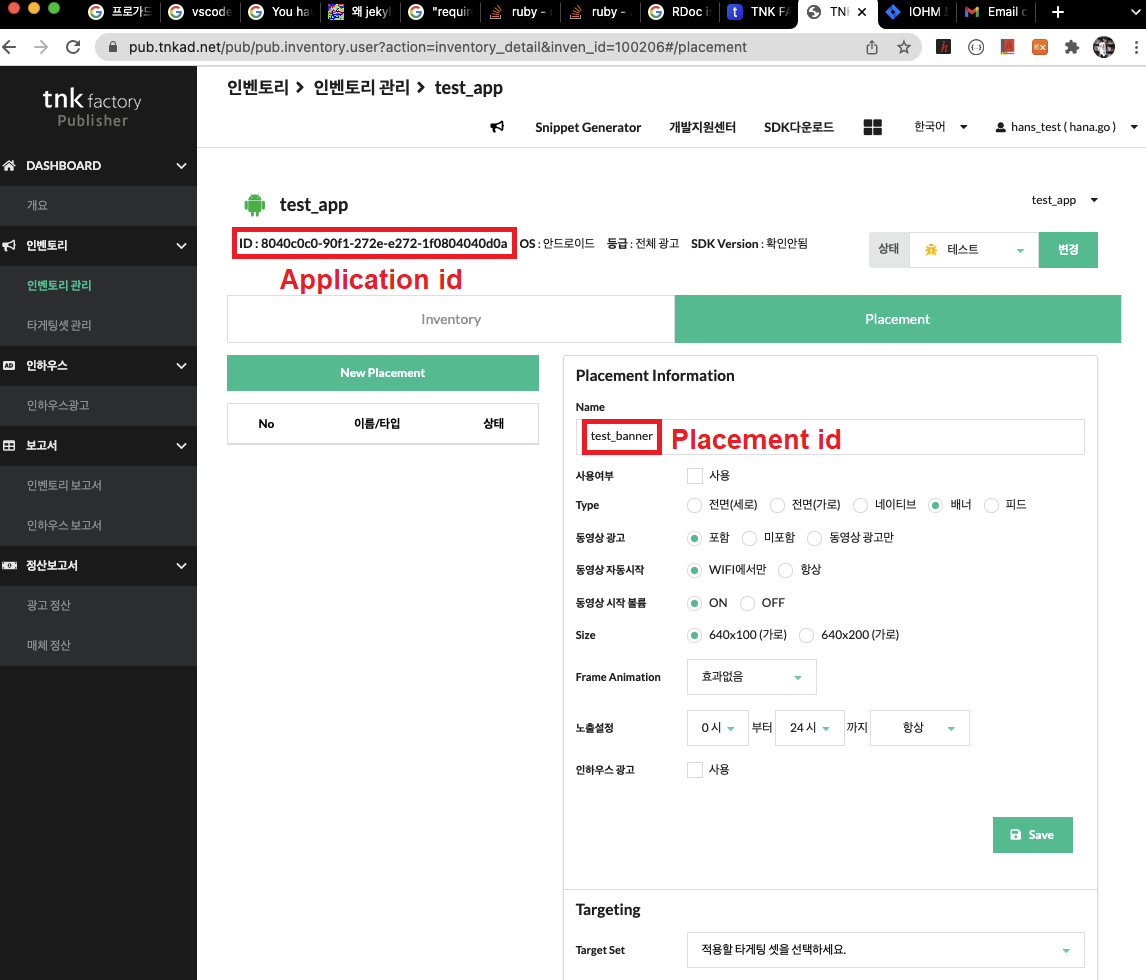 프로가드
vscode
You ha
왜 jekyl
"requir
ruby -
ruby -
RDoc is
TNK FA
TNK
IOHM
Email c
pub.tnkad.net/pub/pub.inventory.user?action=inventory_detail&inven_id=100206#/placement
tnk factory
Publisher
인벤토리 > 인벤토리 관리 > test_app
Snippet Generator 개발지원센터 SDK다운로드 한국어 hans_test ( hana.go )
DASHBOARD
개요
인벤토리
인벤토리 관리
타게팅셋 관리
인하우스
인하우스광고
보고서
인벤토리 보고서
인하우스 보고서
정산보고서
광고 정산
매체 정산
test_app
test_app
ID : 8040c0c0-90f1-272e-e272-1f0804040d0a OS : 안드로이드 등급 : 전체 광고 SDK Version : 확인안됨
상태 테스트 변경
Application id
Inventory Placement
New Placement
No 이름/타입 상태
Placement Information
Name
test_banner Placement id
사용여부 사용
Type 전면(세로) 전면(가로) 네이티브 배너 피드
동영상 광고 포함 미포함 동영상 광고만
동영상 자동시작 WIFI에서만 항상
동영상 시작 볼륨 ON OFF
Size 640x100 (가로) 640x200 (가로)
Frame Animation 효과없음
노출설정 0 시 부터 24 시 까지 항상
인하우스 광고 사용
Save
Targeting
Target Set 적용할 타게팅 셋을 선택하세요.